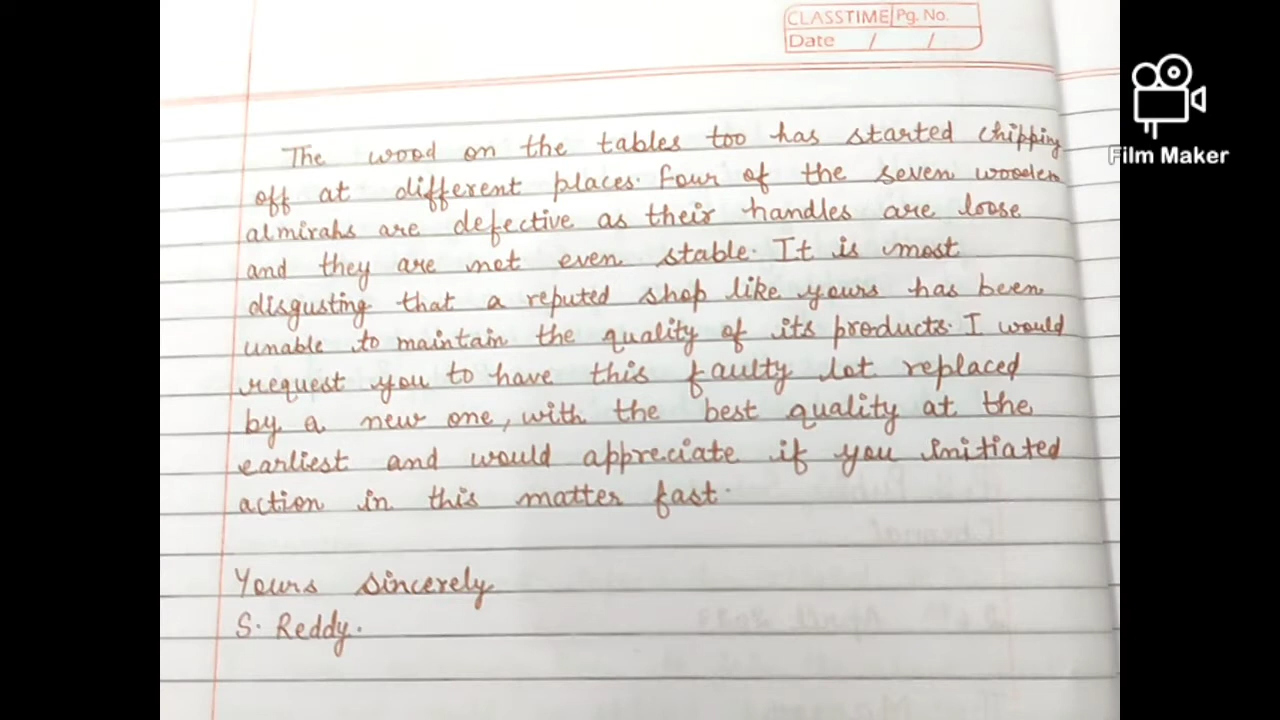 CLASSTIME Pg. No.
Date / /
The wood on the tables too has started chipping
off at different places. Four of the seven wooden
almirahs are defective as their handles are loose
and they are not even stable. It is most
disgusting that a reputed shop like yours has been
unable to maintain the quality of its products. I would
request you to have this faulty lot replaced
by a new one, with the best quality at the
earliest and would appreciate if you initiated
action in this matter fast.
Yours sincerely
S. Reddy.
Film Maker